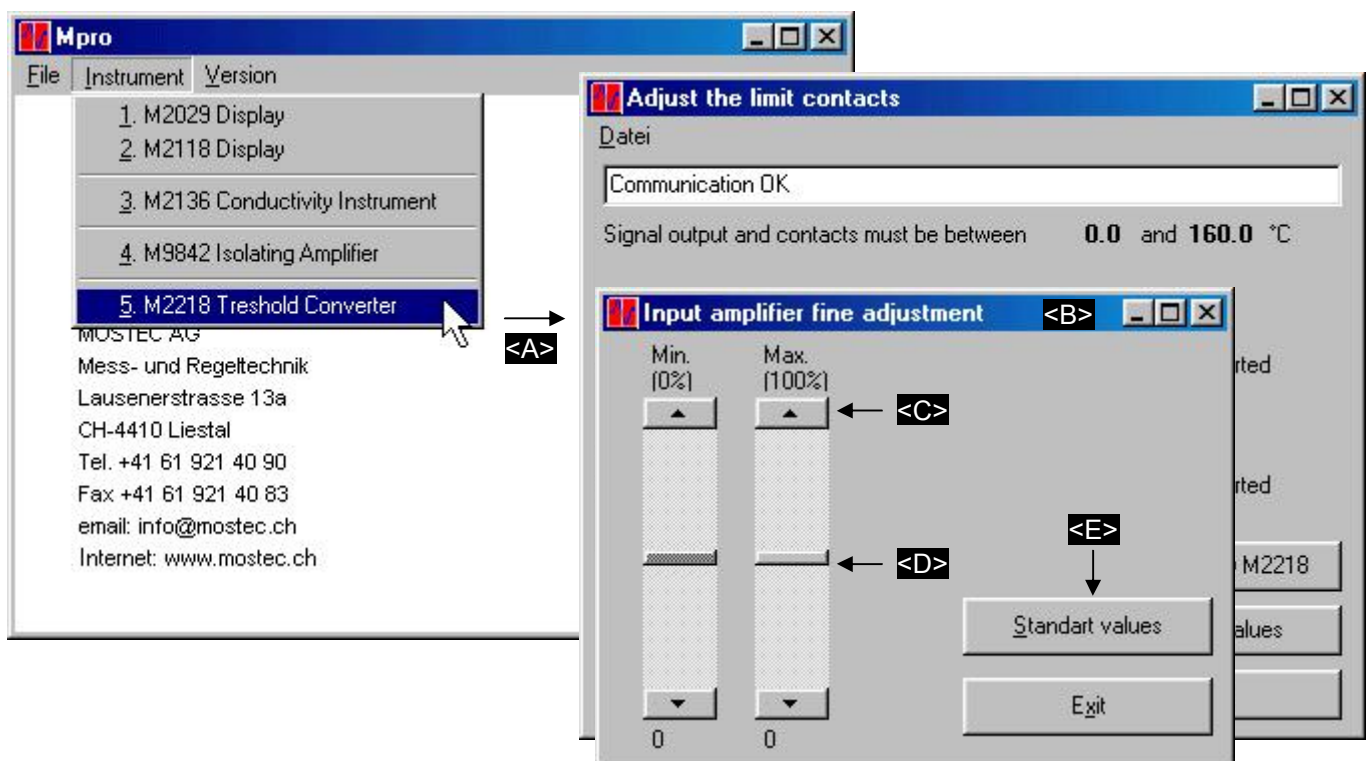 Mpro
File Instrument Version
1. M2029 Display
2. M2118 Display
3. M2136 Conductivity Instrument
4. M9842 Isolating Amplifier
5. M2218 Treshold Converter
MOSTEC AG
Mess- und Regeltechnik
Lausenerstrasse 13a
CH-4410 Liestal
Tel. +41 61 921 40 90
Fax +41 61 921 40 83
email: info@mostec.ch
Internet: www.mostec.ch
<A>
Adjust the limit contacts
Datei
Communication OK
Signal output and contacts must be between 0.0 and 160.0 °C
rted
rted
M2218
alues
Input amplifier fine adjustment <B>
Min. Max.
(0%) (100%)
<C>
<D>
<E>
Standart values
Exit
0 0